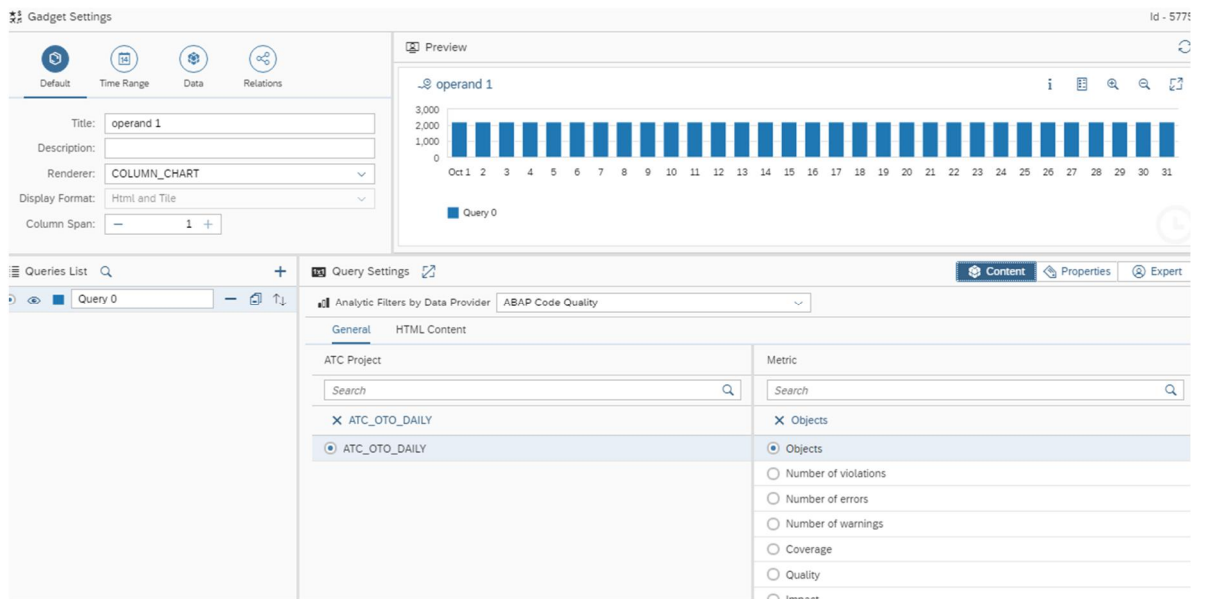 Gadget Settings
Id - 5775
Default
Time Range
Data
Relations
Title: operand 1
Description:
Renderer: COLUMN_CHART
Display Format: Html and Tile
Column Span: − 1 +
Preview
operand 1
3,000
2,000
1,000
0
Oct 1 2 3 4 5 6 7 8 9 10 11 12 13 14 15 16 17 18 19 20 21 22 23 24 25 26 27 28 29 30 31
Query 0
Queries List
Query 0
Query Settings
Content
Properties
Expert
Analytic Filters by Data Provider ABAP Code Quality
General HTML Content
ATC Project
Search
ATC_OTO_DAILY
ATC_OTO_DAILY
Metric
Search
Objects
Objects
Number of violations
Number of errors
Number of warnings
Coverage
Quality